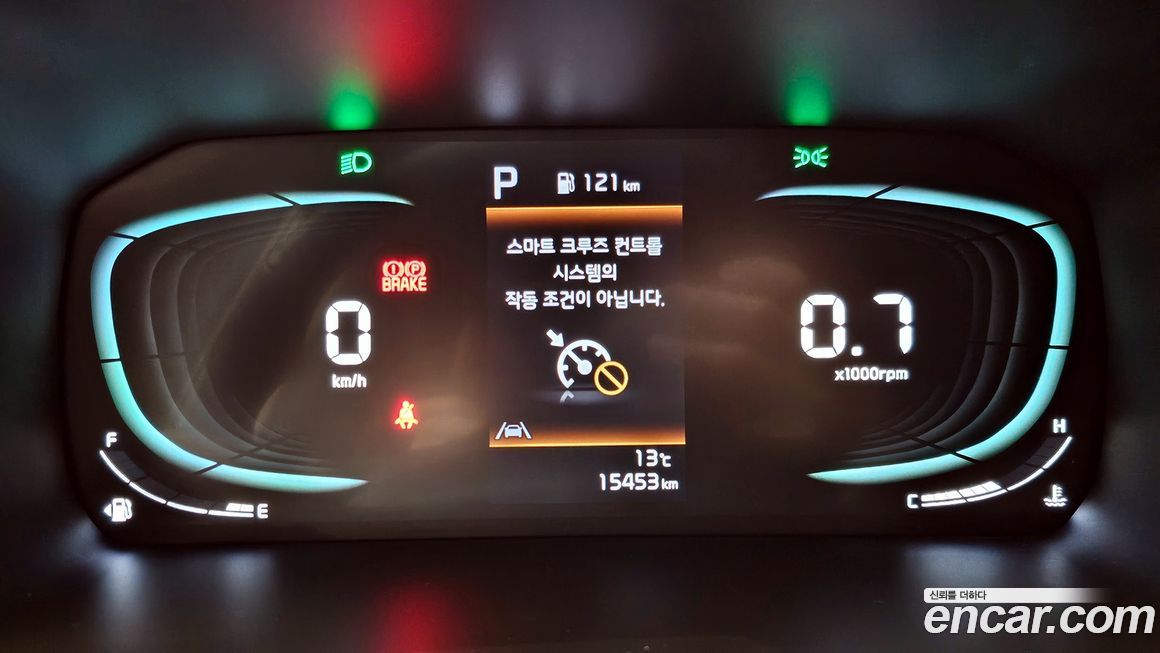 P
121 km
스마트 크루즈 컨트롤
시스템의
작동 조건이 아닙니다.
(!) (P)
BRAKE
0
km/h
0.7
x1000rpm
F
E
H
C
13℃
15453 km
신뢰를 더하다
encar.com